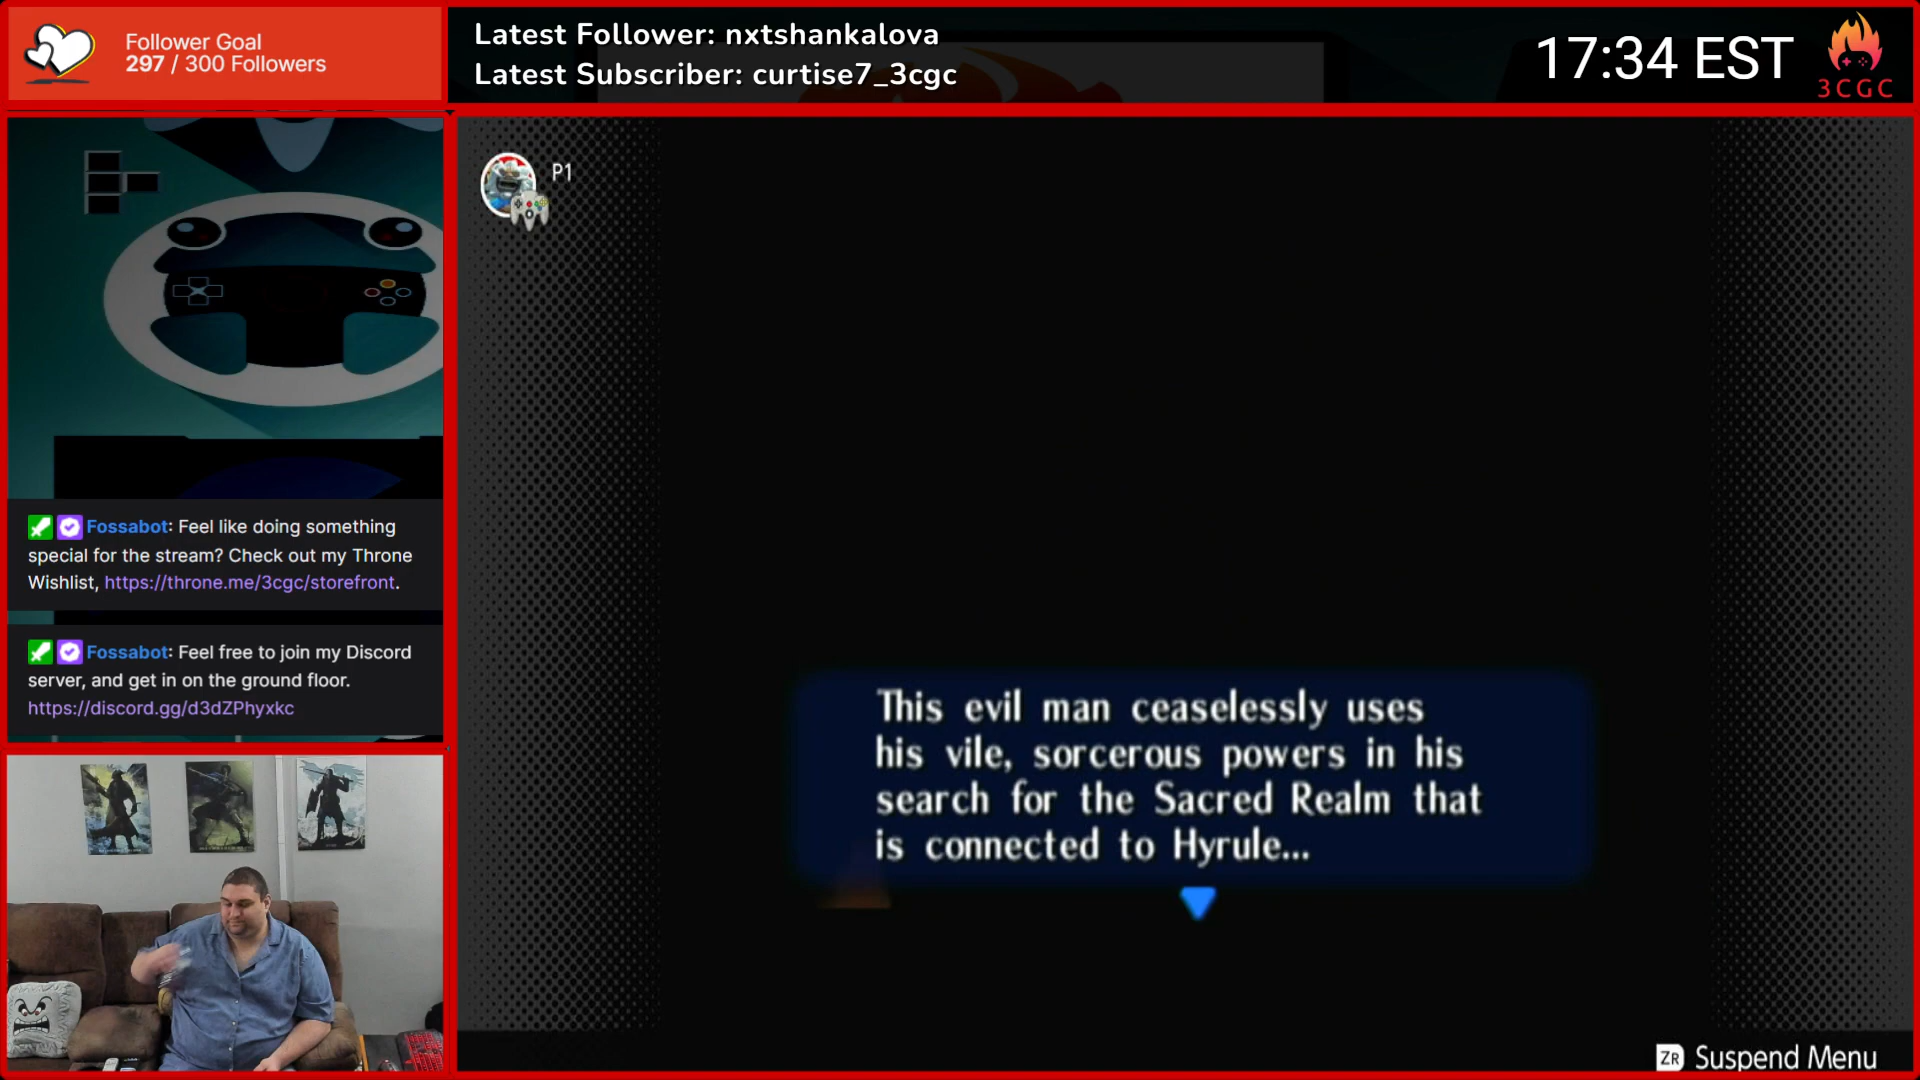 Follower Goal
297 / 300 Followers
Latest Follower: nxtshankalova
Latest Subscriber: curtise7_3cgc
17:34 EST
3CGC
P1
Fossabot: Feel like doing something
special for the stream? Check out my Throne
Wishlist, https://throne.me/3cgc/storefront.
Fossabot: Feel free to join my Discord
server, and get in on the ground floor.
https://discord.gg/d3dZPhyxkc
This evil man ceaselessly uses
his vile, sorcerous powers in his
search for the Sacred Realm that
is connected to Hyrule...
ZR Suspend Menu